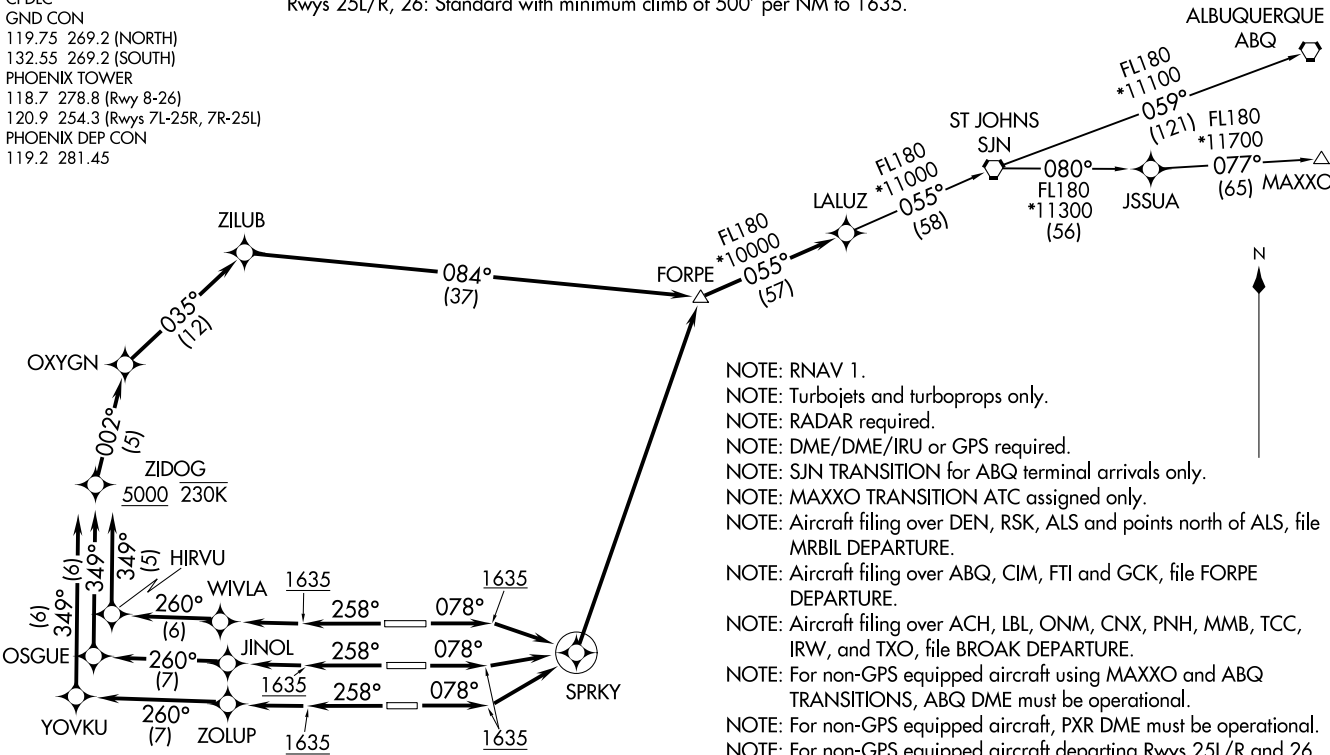 Rwys 25L/R, 26: Standard with minimum climb of 500' per NM to 1635.
GND CON
119.75 269.2 (NORTH)
132.55 269.2 (SOUTH)
PHOENIX TOWER
118.7 278.8 (Rwy 8-26)
120.9 254.3 (Rwys 7L-25R, 7R-25L)
PHOENIX DEP CON
119.2 281.45
ALBUQUERQUE
ABQ
FL180
*11100
059°
(121)
ST JOHNS
SJN
FL180
*11700
077°
(65)
MAXXO
080°
FL180
*11300
(56)
JSSUA
LALUZ
FL180
*11000
055°
(58)
FORPE
FL180
*10000
055°
(57)
ZILUB
084°
(37)
035°
(12)
OXYGN
002°
(5)
ZIDOG
5000 230K
349°
(6)
349°
(6)
349°
(5)
HIRVU
WIVLA
260°
(6)
1635
258°
078°
1635
OSGUE
260°
(7)
JINOL
1635
258°
078°
SPRKY
YOVKU
260°
(7)
ZOLUP
1635
258°
078°
1635
N
NOTE: RNAV 1.
NOTE: Turbojets and turboprops only.
NOTE: RADAR required.
NOTE: DME/DME/IRU or GPS required.
NOTE: SJN TRANSITION for ABQ terminal arrivals only.
NOTE: MAXXO TRANSITION ATC assigned only.
NOTE: Aircraft filing over DEN, RSK, ALS and points north of ALS, file
MRBIL DEPARTURE.
NOTE: Aircraft filing over ABQ, CIM, FTI and GCK, file FORPE
DEPARTURE.
NOTE: Aircraft filing over ACH, LBL, ONM, CNX, PNH, MMB, TCC,
IRW, and TXO, file BROAK DEPARTURE.
NOTE: For non-GPS equipped aircraft using MAXXO and ABQ
TRANSITIONS, ABQ DME must be operational.
NOTE: For non-GPS equipped aircraft, PXR DME must be operational.
NOTE: For non-GPS equipped aircraft departing Rwys 25L/R and 26